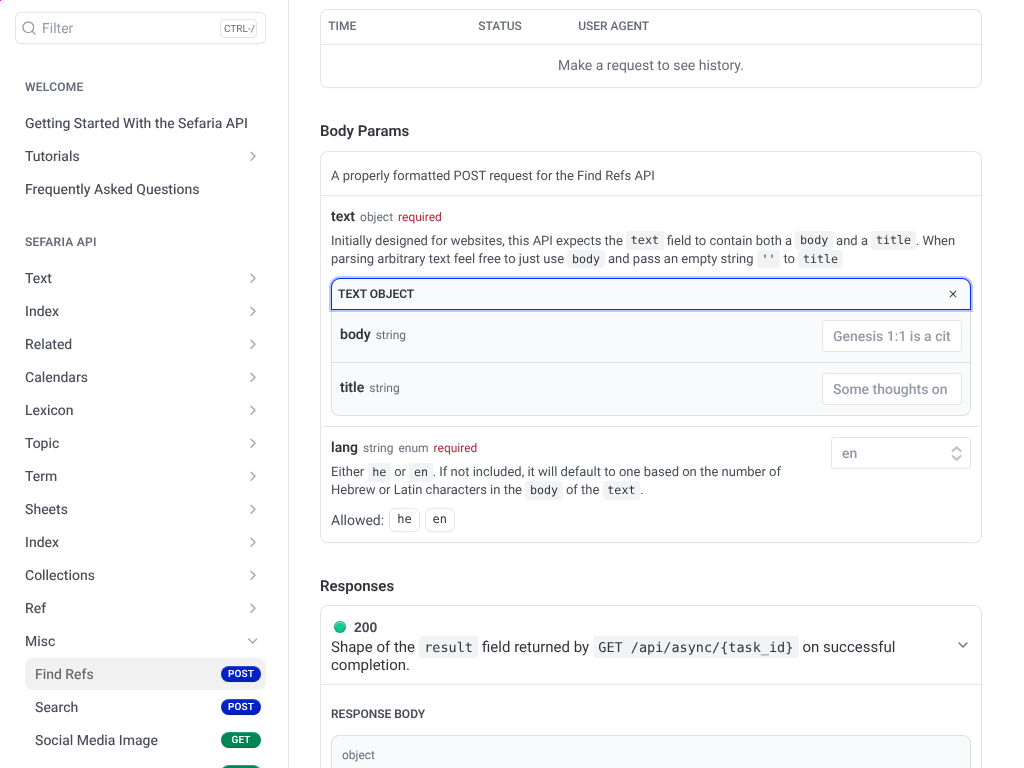 Filter
CTRL-/
WELCOME
Getting Started With the Sefaria API
Tutorials
Frequently Asked Questions
SEFARIA API
Text
Index
Related
Calendars
Lexicon
Topic
Term
Sheets
Index
Collections
Ref
Misc
Find Refs POST
Search POST
Social Media Image GET
TIME STATUS USER AGENT
Make a request to see history.
Body Params
A properly formatted POST request for the Find Refs API
text object required
Initially designed for websites, this API expects the text field to contain both a body and a title. When
parsing arbitrary text feel free to just use body and pass an empty string '' to title
TEXT OBJECT
body string
Genesis 1:1 is a cit
title string
Some thoughts on
lang string enum required
en
Either he or en. If not included, it will default to one based on the number of
Hebrew or Latin characters in the body of the text.
Allowed: he en
Responses
200
Shape of the result field returned by GET /api/async/{task_id} on successful
completion.
RESPONSE BODY
object